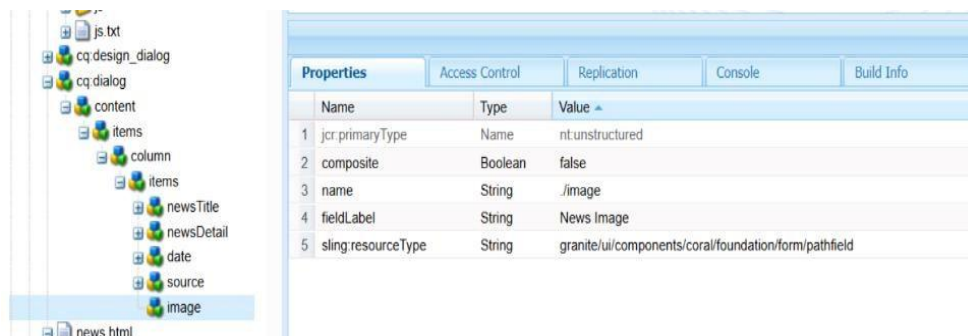 js.txt
cq:design_dialog
cq:dialog
content
items
column
items
newsTitle
newsDetail
date
source
image
news.html
Properties Access Control Replication Console Build Info
Name Type Value
1 jcr:primaryType Name nt:unstructured
2 composite Boolean false
3 name String ./image
4 fieldLabel String News Image
5 sling:resourceType String granite/ui/components/coral/foundation/form/pathfield